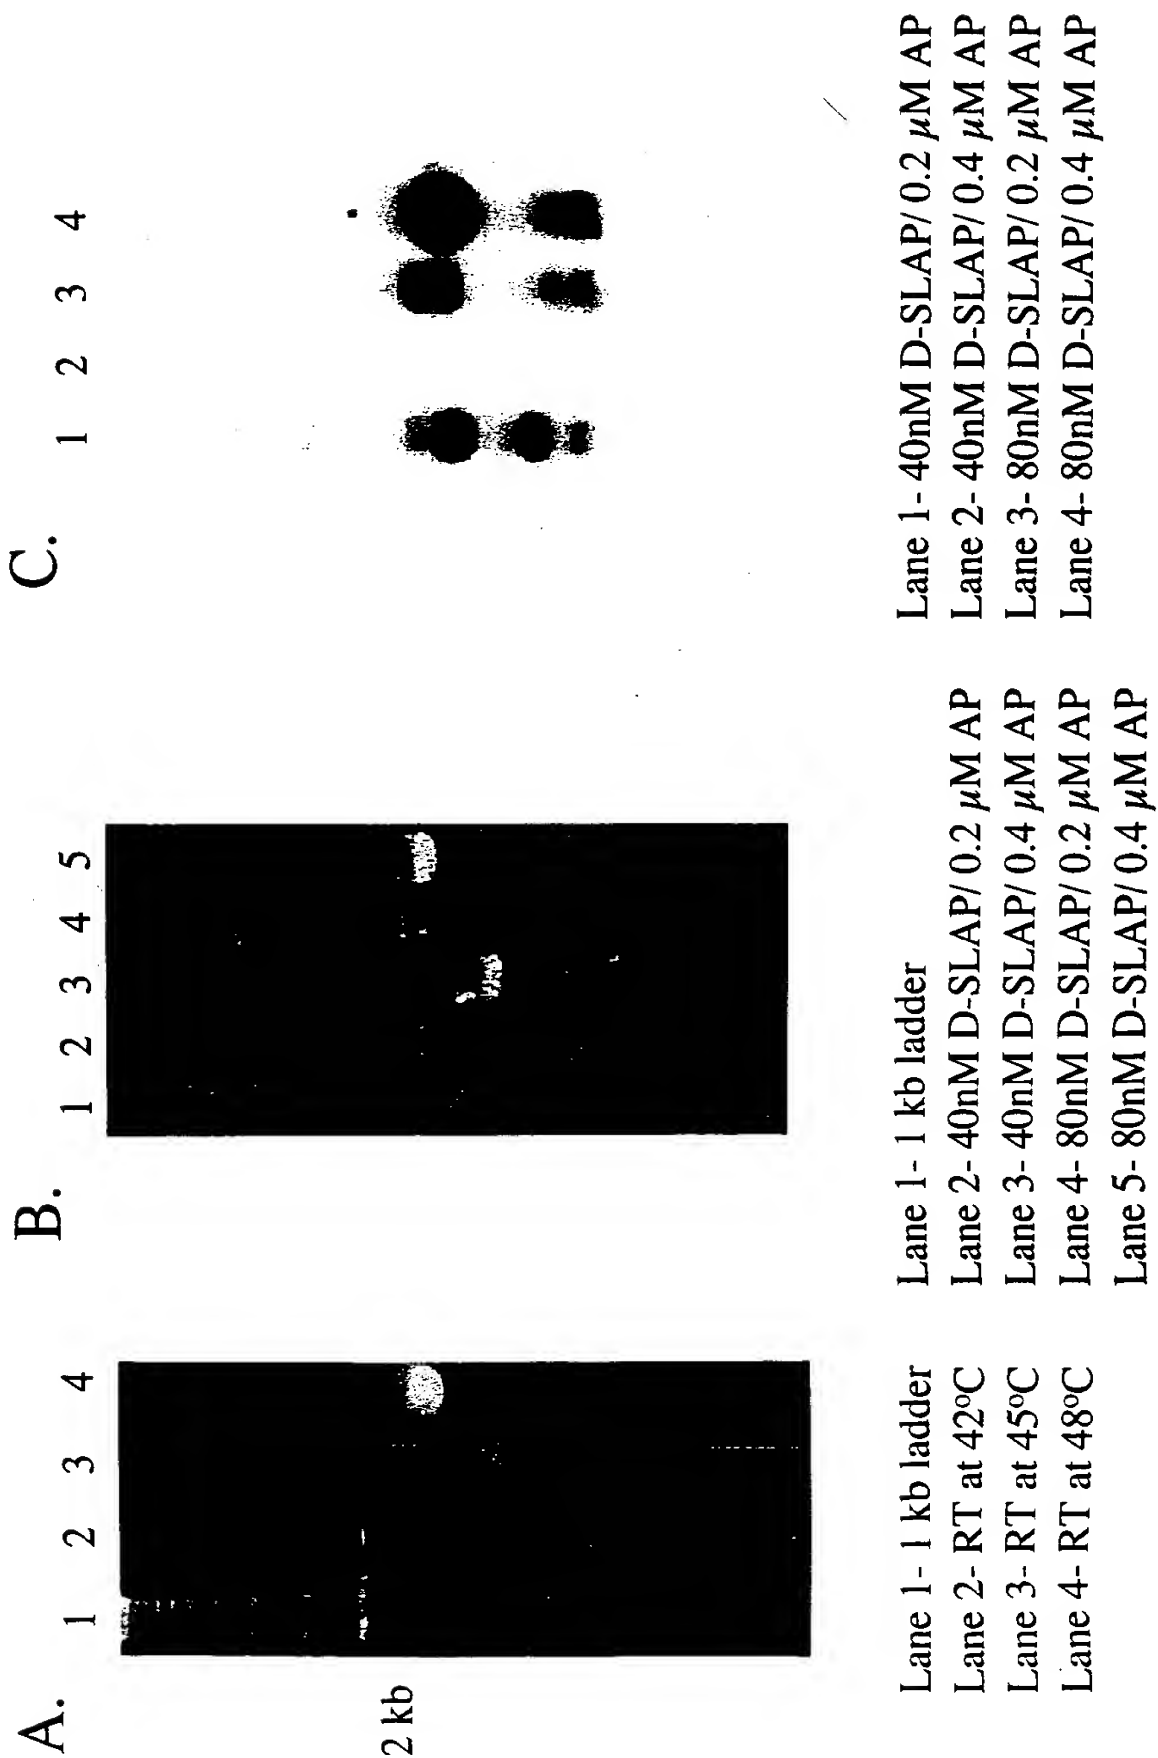 A.
1 2 3 4
2 kb
Lane 1- 1 kb ladder
Lane 2- RT at 42ºC
Lane 3- RT at 45ºC
Lane 4- RT at 48ºC
B.
1 2 3 4 5
Lane 1- 1 kb ladder
Lane 2- 40nM D-SLAP/ 0.2 µM AP
Lane 3- 40nM D-SLAP/ 0.4 µM AP
Lane 4- 80nM D-SLAP/ 0.2 µM AP
Lane 5- 80nM D-SLAP/ 0.4 µM AP
C.
1 2 3 4
Lane 1- 40nM D-SLAP/ 0.2 µM AP
Lane 2- 40nM D-SLAP/ 0.4 µM AP
Lane 3- 80nM D-SLAP/ 0.2 µM AP
Lane 4- 80nM D-SLAP/ 0.4 µM AP